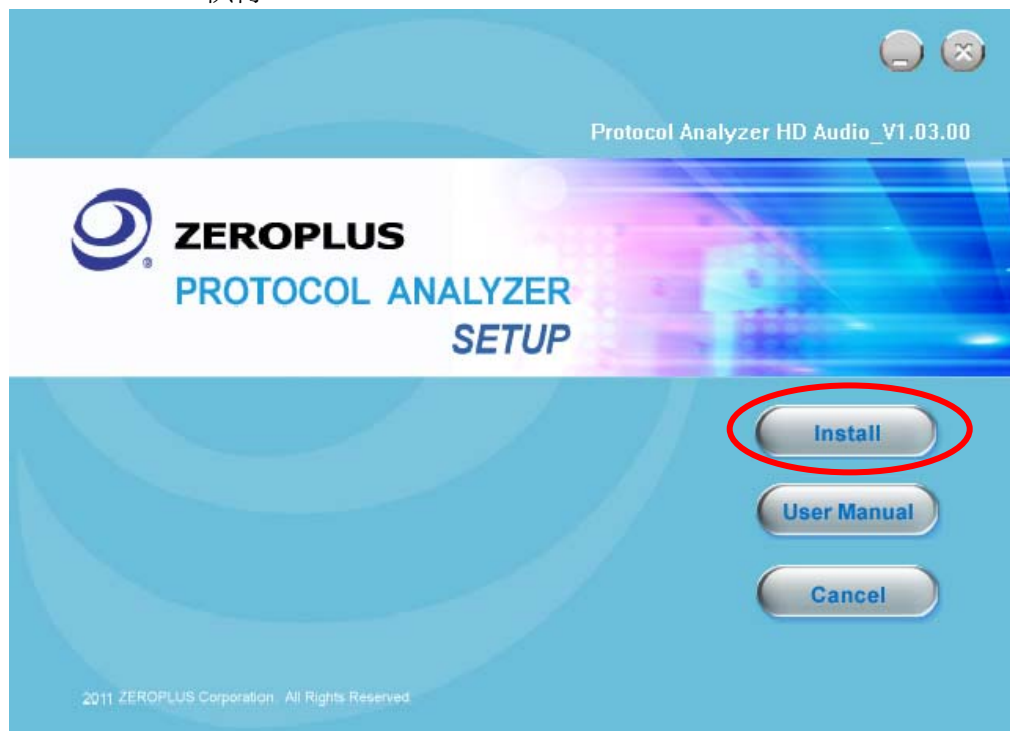 Protocol Analyzer HD Audio_V1.03.00
ZEROPLUS
®
PROTOCOL ANALYZER
SETUP
Install
User Manual
Cancel
2011 ZEROPLUS Corporation. All Rights Reserved.